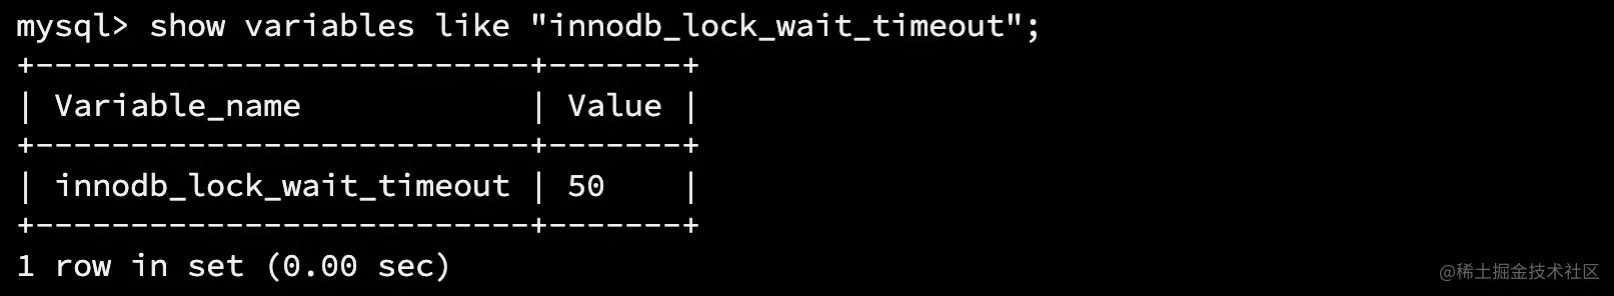 mysql> show variables like "innodb_lock_wait_timeout";
+--------------------------+-------+
| Variable_name            | Value |
+--------------------------+-------+
| innodb_lock_wait_timeout | 50    |
+--------------------------+-------+
1 row in set (0.00 sec)
@稀土掘金技术社区